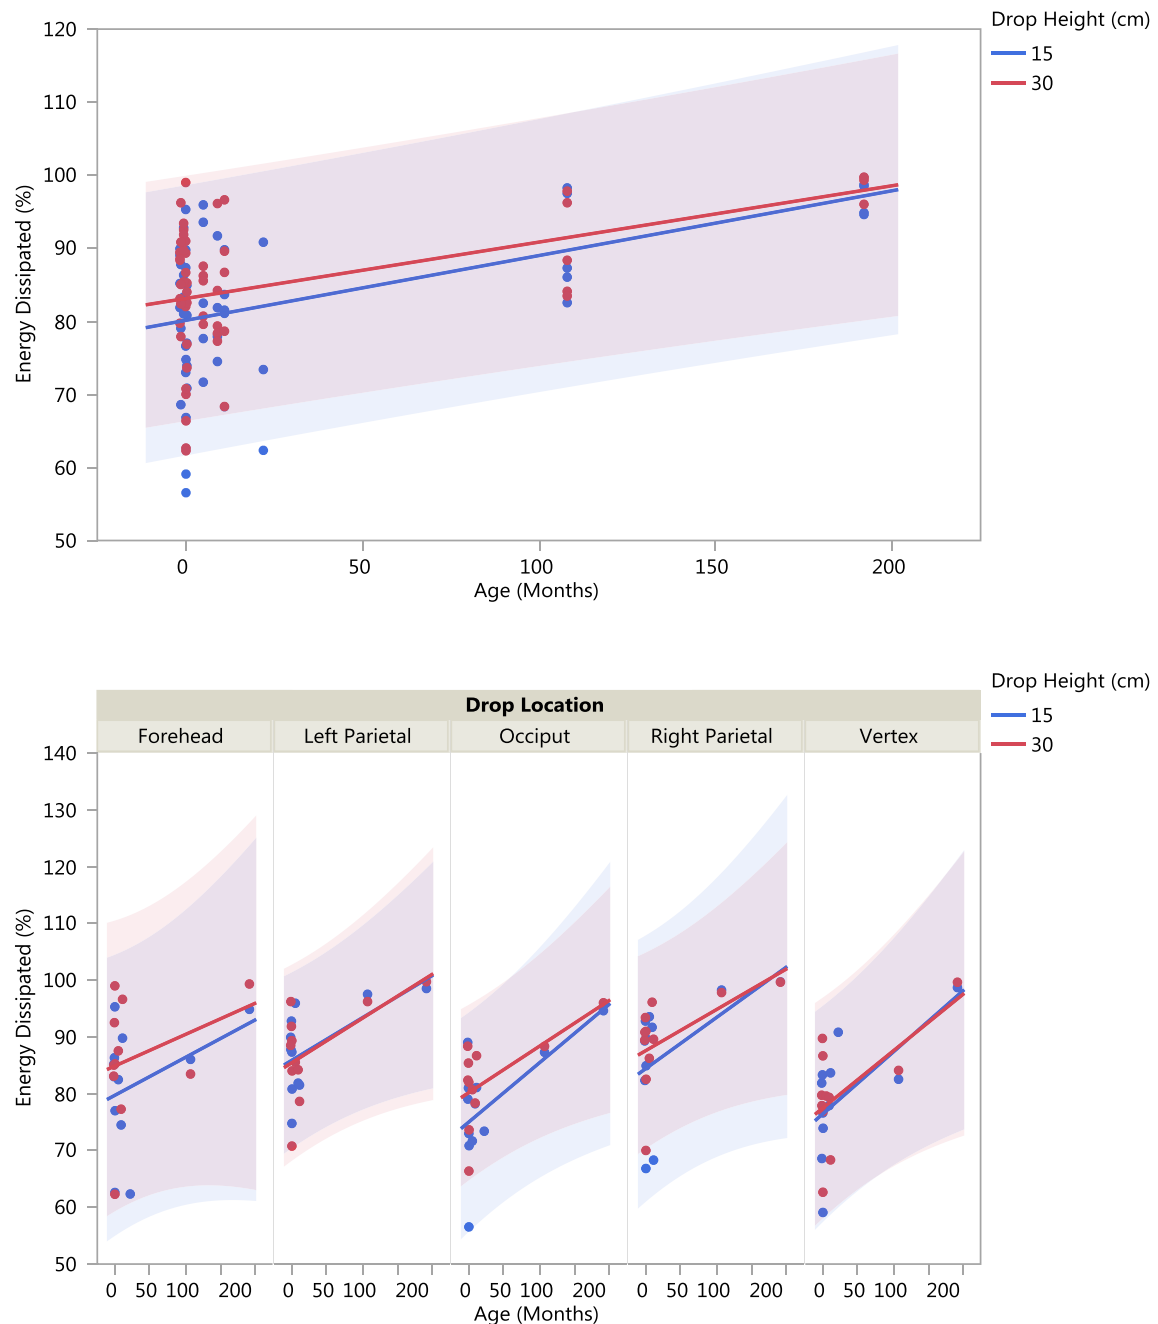 Drop Height (cm)
15
30
120
110
100
90
80
70
60
50
Energy Dissipated (%)
0 50 100 150 200
Age (Months)
Drop Height (cm)
15
30
Drop Location
Forehead Left Parietal Occiput Right Parietal Vertex
140
130
120
110
100
90
80
70
60
50
Energy Dissipated (%)
0 50 100 200 0 50 100 200 0 50 100 200 0 50 100 200 0 50 100 200
Age (Months)